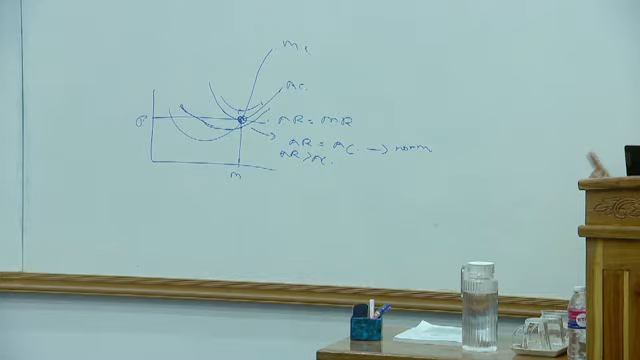 MC
AC
P
AR = MR
AR = AC → norm
AR > AC
M